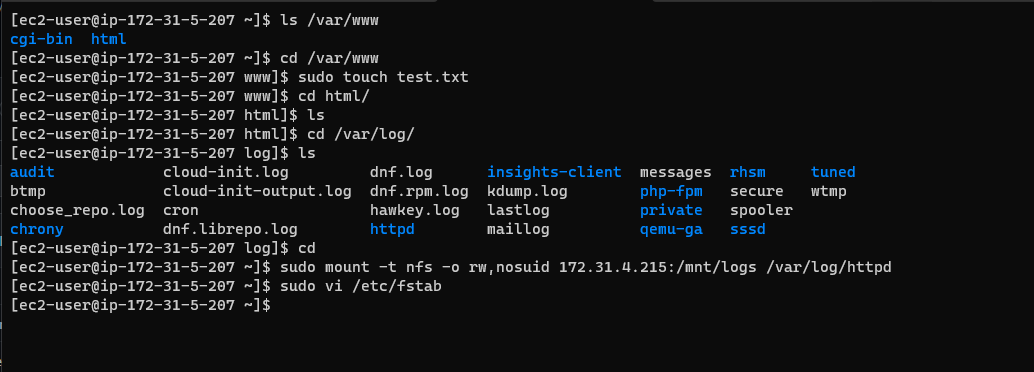 [ec2-user@ip-172-31-5-207 ~]$ ls /var/www
cgi-bin  html
[ec2-user@ip-172-31-5-207 ~]$ cd /var/www
[ec2-user@ip-172-31-5-207 www]$ sudo touch test.txt
[ec2-user@ip-172-31-5-207 www]$ cd html/
[ec2-user@ip-172-31-5-207 html]$ ls
[ec2-user@ip-172-31-5-207 html]$ cd /var/log/
[ec2-user@ip-172-31-5-207 log]$ ls
audit            cloud-init.log         dnf.log      insights-client  messages  rhsm     tuned
btmp             cloud-init-output.log  dnf.rpm.log  kdump.log        php-fpm   secure   wtmp
choose_repo.log  cron                   hawkey.log   lastlog          private   spooler
chrony           dnf.librepo.log        httpd        maillog          qemu-ga   sssd
[ec2-user@ip-172-31-5-207 log]$ cd
[ec2-user@ip-172-31-5-207 ~]$ sudo mount -t nfs -o rw,nosuid 172.31.4.215:/mnt/logs /var/log/httpd
[ec2-user@ip-172-31-5-207 ~]$ sudo vi /etc/fstab
[ec2-user@ip-172-31-5-207 ~]$